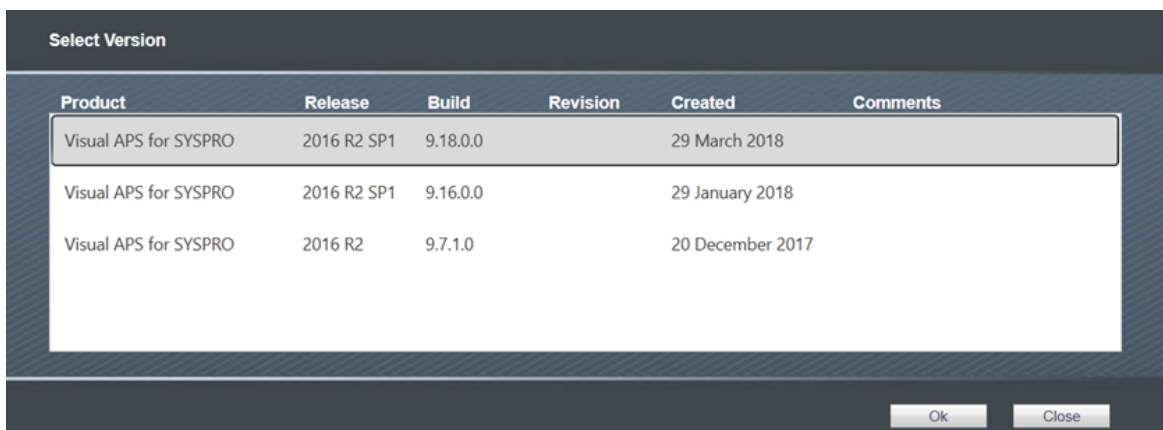 Select Version
Product Release Build Revision Created Comments
Visual APS for SYSPRO 2016 R2 SP1 9.18.0.0 29 March 2018
Visual APS for SYSPRO 2016 R2 SP1 9.16.0.0 29 January 2018
Visual APS for SYSPRO 2016 R2 9.7.1.0 20 December 2017
Ok Close